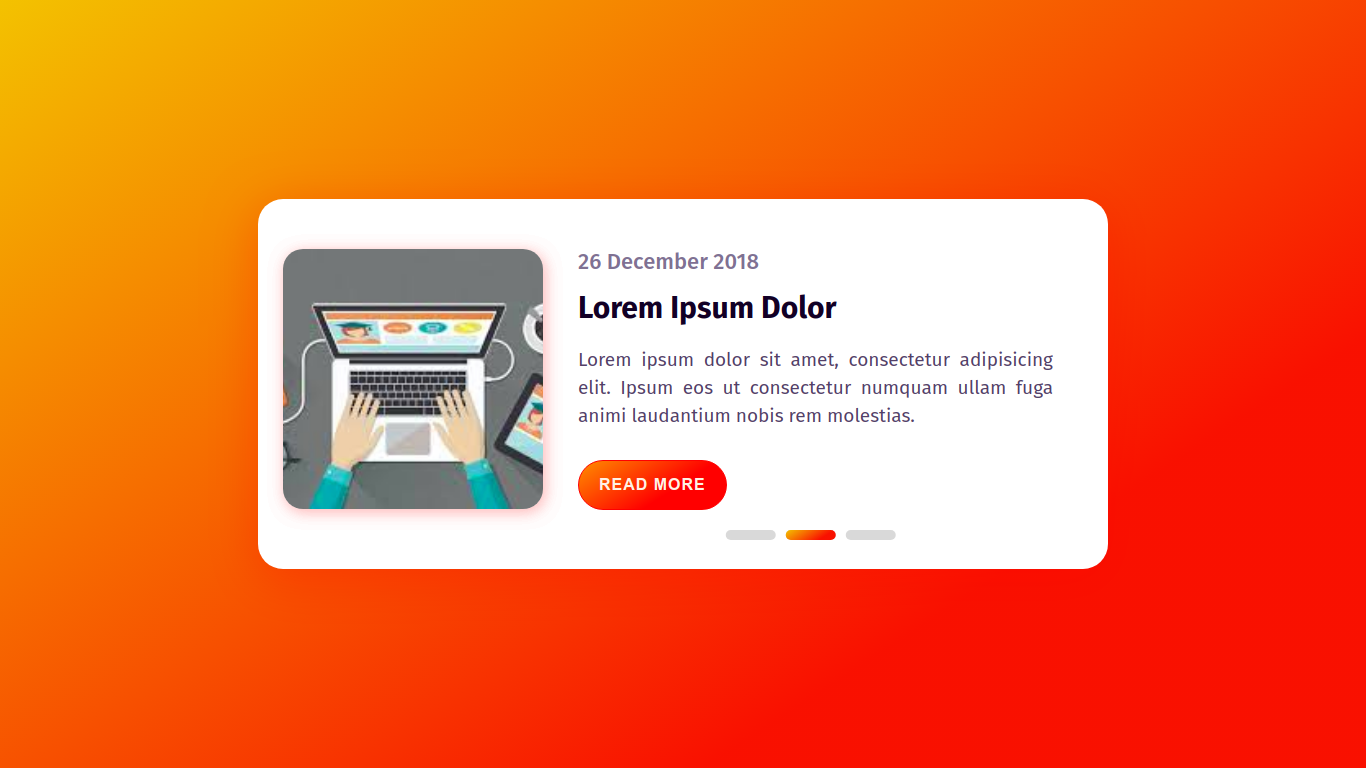 26 December 2018
Lorem Ipsum Dolor
Lorem ipsum dolor sit amet, consectetur adipisicing
elit. Ipsum eos ut consectetur numquam ullam fuga
animi laudantium nobis rem molestias.
READ MORE